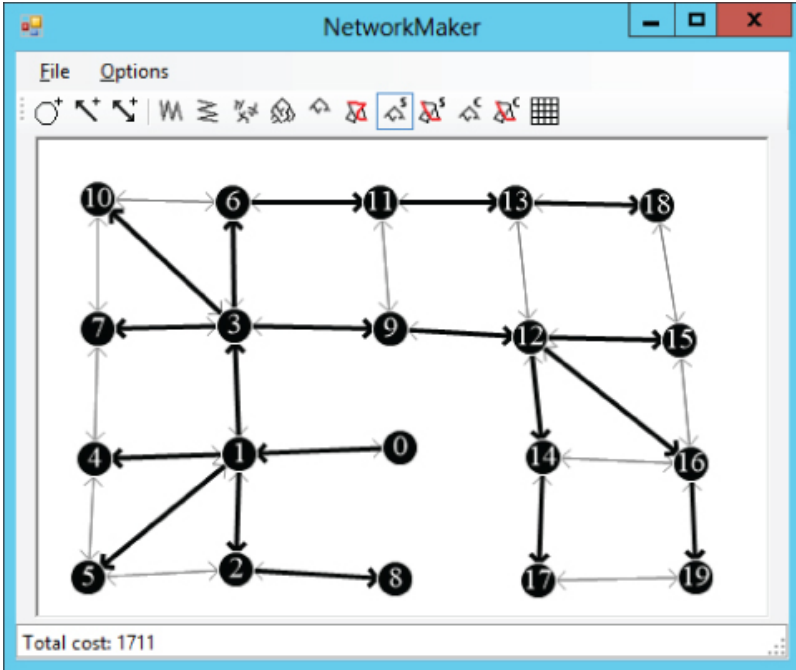 NetworkMaker
File Options
S S C C
10 6 11 13 18
7 3 9 12 15
4 1 0 14 16
5 2 8 17 19
Total cost: 1711